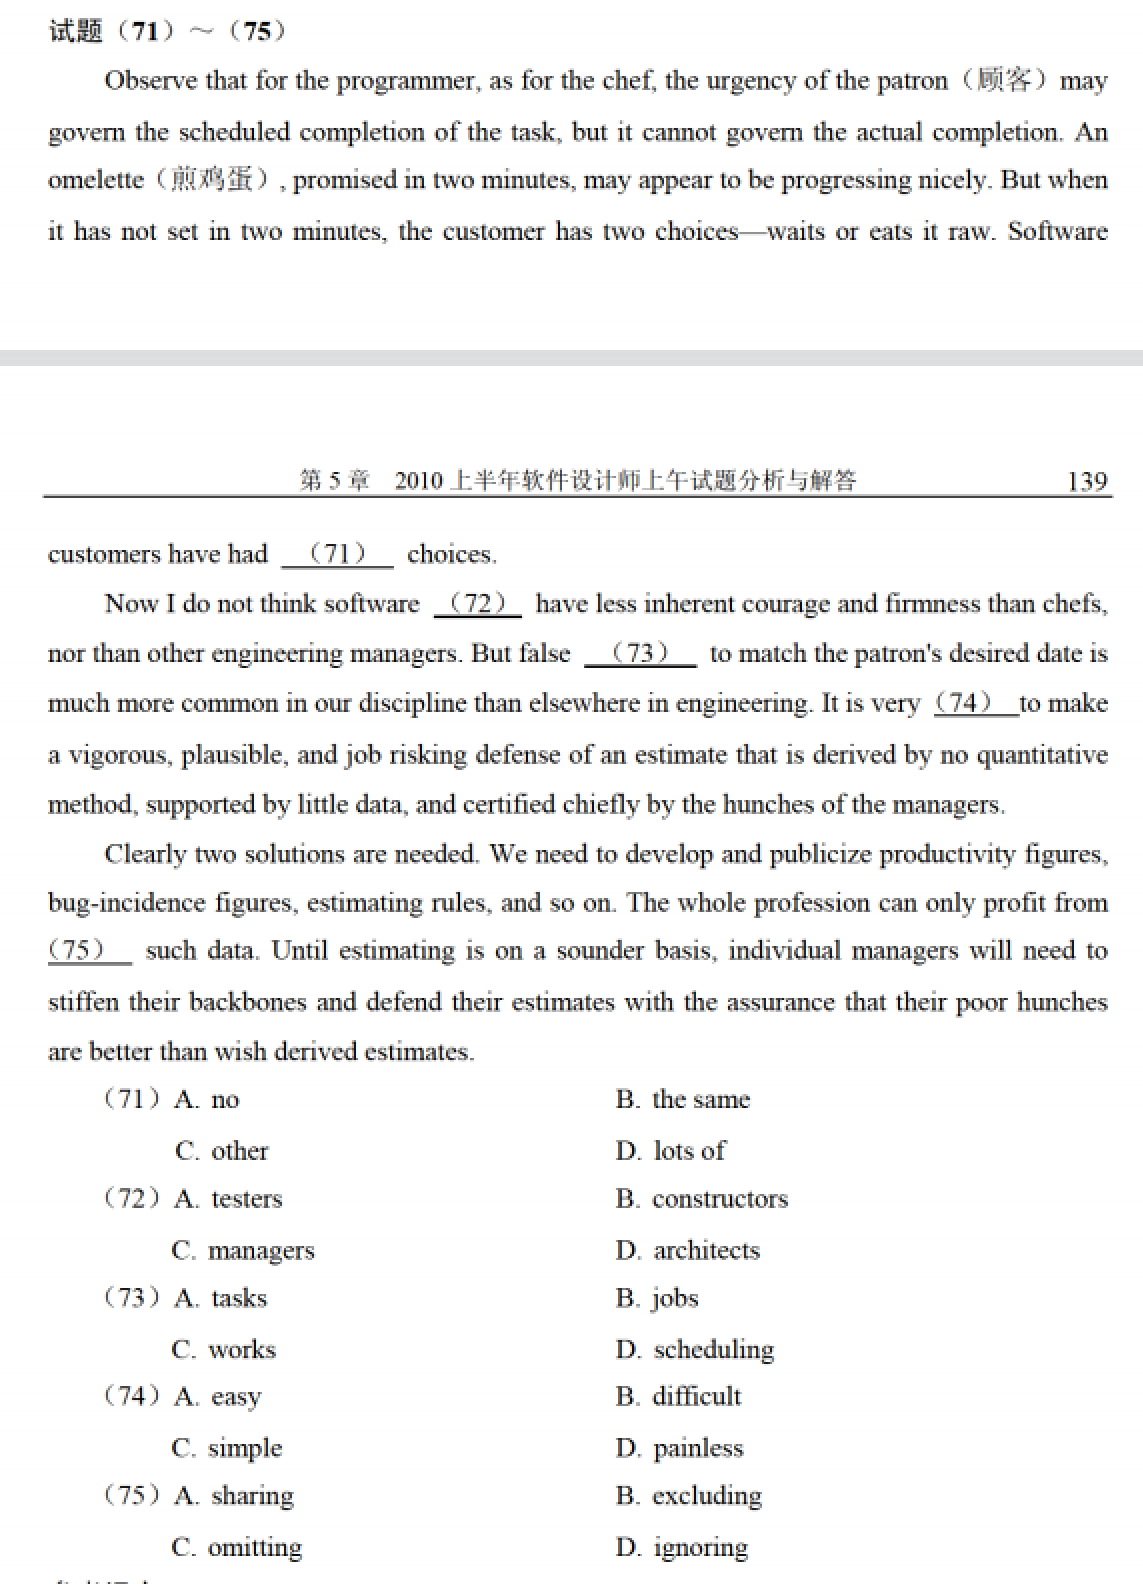 试题（71）～（75）
Observe that for the programmer, as for the chef, the urgency of the patron（顾客）may
govern the scheduled completion of the task, but it cannot govern the actual completion. An
omelette（煎鸡蛋）, promised in two minutes, may appear to be progressing nicely. But when
it has not set in two minutes, the customer has two choices—waits or eats it raw. Software
第 5 章 2010 上半年软件设计师上午试题分析与解答 139
customers have had （71） choices.
Now I do not think software （72） have less inherent courage and firmness than chefs,
nor than other engineering managers. But false （73） to match the patron's desired date is
much more common in our discipline than elsewhere in engineering. It is very （74） to make
a vigorous, plausible, and job risking defense of an estimate that is derived by no quantitative
method, supported by little data, and certified chiefly by the hunches of the managers.
Clearly two solutions are needed. We need to develop and publicize productivity figures,
bug-incidence figures, estimating rules, and so on. The whole profession can only profit from
（75） such data. Until estimating is on a sounder basis, individual managers will need to
stiffen their backbones and defend their estimates with the assurance that their poor hunches
are better than wish derived estimates.
（71）A. no B. the same
C. other D. lots of
（72）A. testers B. constructors
C. managers D. architects
（73）A. tasks B. jobs
C. works D. scheduling
（74）A. easy B. difficult
C. simple D. painless
（75）A. sharing B. excluding
C. omitting D. ignoring